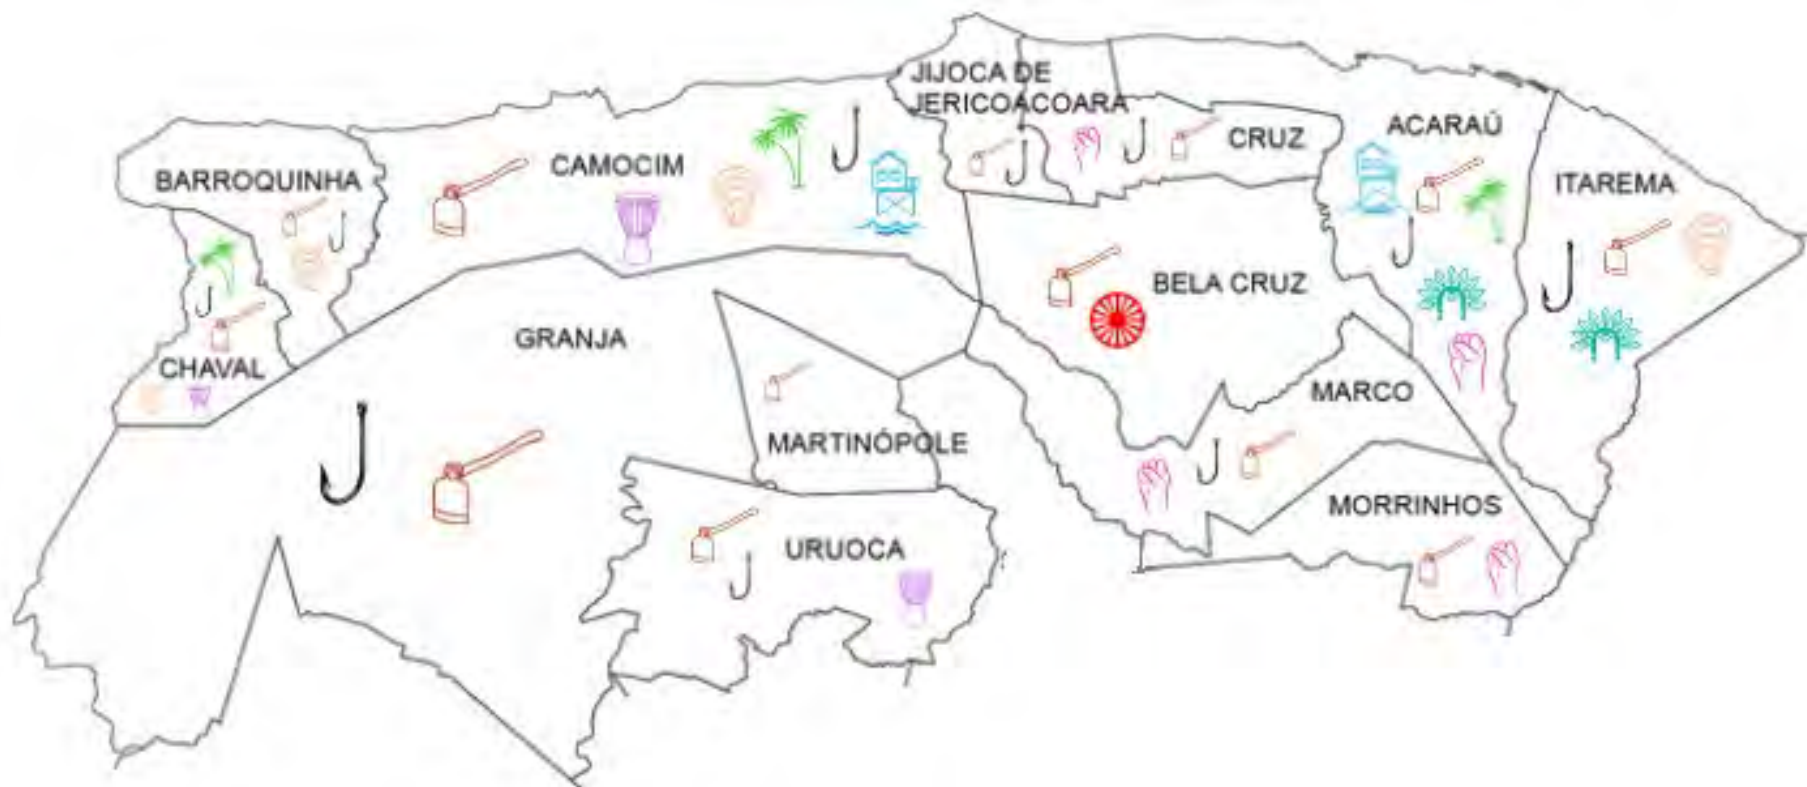 JIJOCA DE
JERICOACOARA
CRUZ
ACARAÚ
BARROQUINHA
CAMOCIM
ITAREMA
BELA CRUZ
GRANJA
CHAVAL
MARCO
MARTINÓPOLE
MORRINHOS
URUOCA